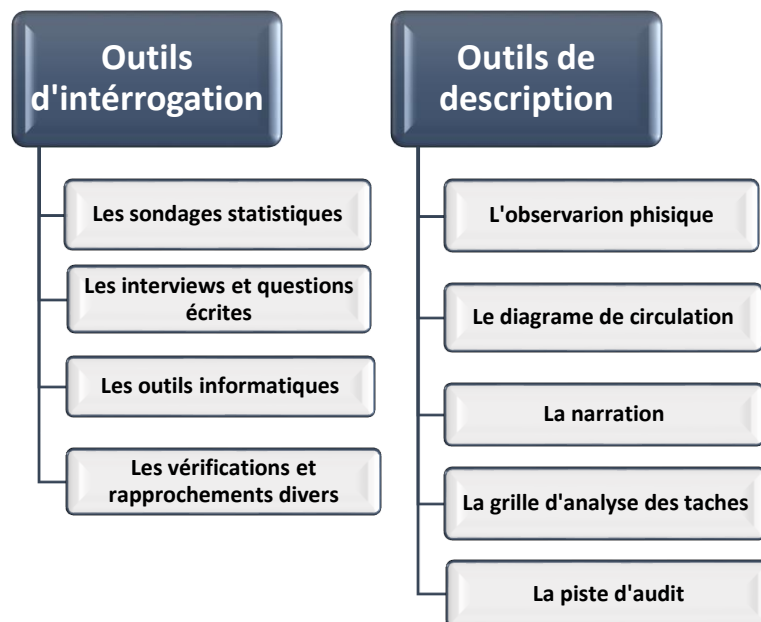 Outils
d'intérrogation
Les sondages statistiques
Les interviews et questions
écrites
Les outils informatiques
Les vérifications et
rapprochements divers
Outils de
description
L'observarion phisique
Le diagrame de circulation
La narration
La grille d'analyse des taches
La piste d'audit